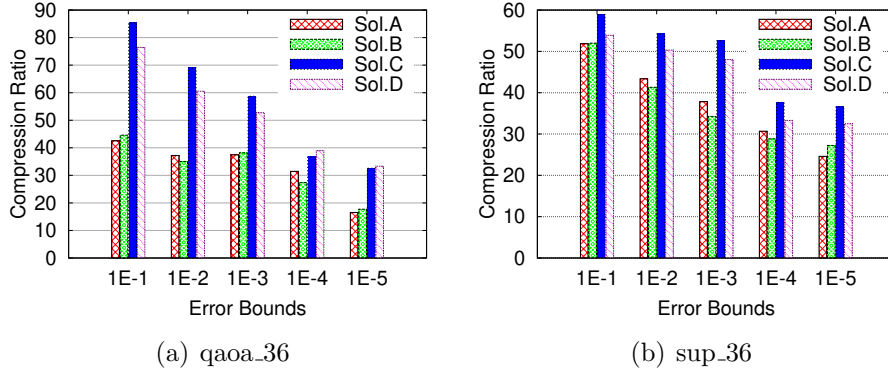 Compression Ratio
90
80
70
60
50
40
30
20
10
0
Sol.A
Sol.B
Sol.C
Sol.D
1E-1 1E-2 1E-3 1E-4 1E-5
Error Bounds
(a) qaoa_36
Compression Ratio
60
50
40
30
20
10
0
Sol.A
Sol.B
Sol.C
Sol.D
1E-1 1E-2 1E-3 1E-4 1E-5
Error Bounds
(b) sup_36